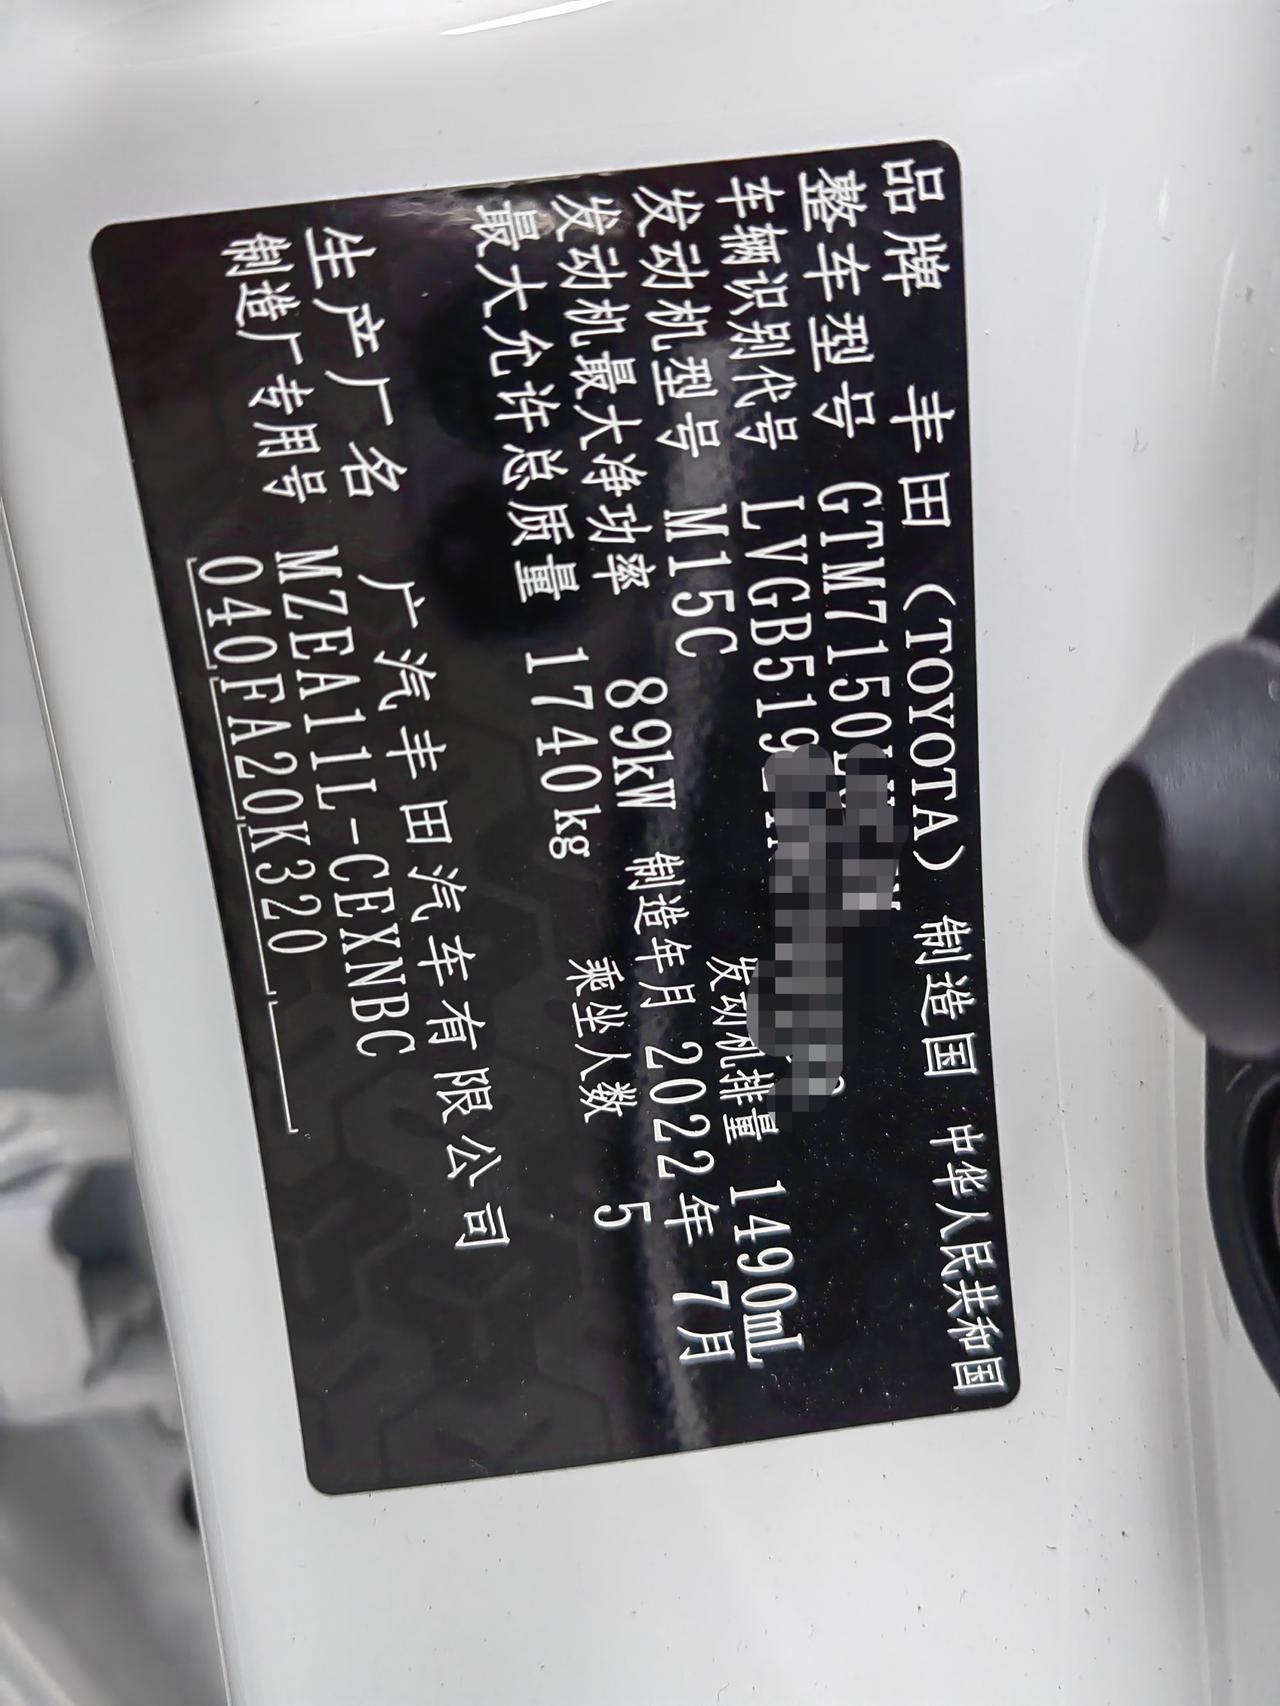 品牌 丰田 (TOYOTA) 制造国 中华人民共和国
整车型号 GTM7150L
车辆识别代号 LVGB519
发动机型号 M15C 发动机排量 1490mL
发动机最大净功率 89kW 制造年月 2022年 7月
最大允许总质量 1740kg 乘坐人数 5
生产厂名 广汽丰田汽车有限公司
制造厂专用号 MZEA11L-CEXNBC
040FA20K320